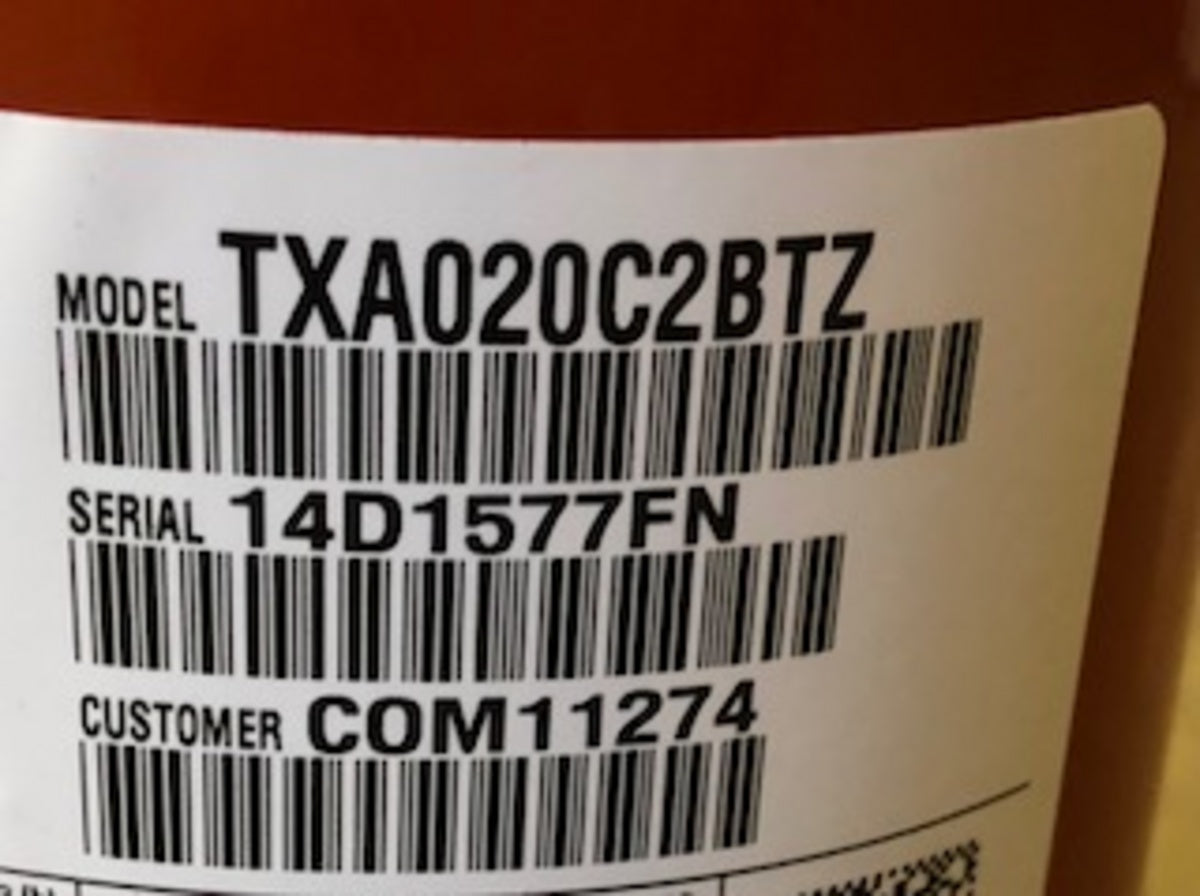 MODEL TXA020C2BTZ
SERIAL 14D1577FN
CUSTOMER COM11274